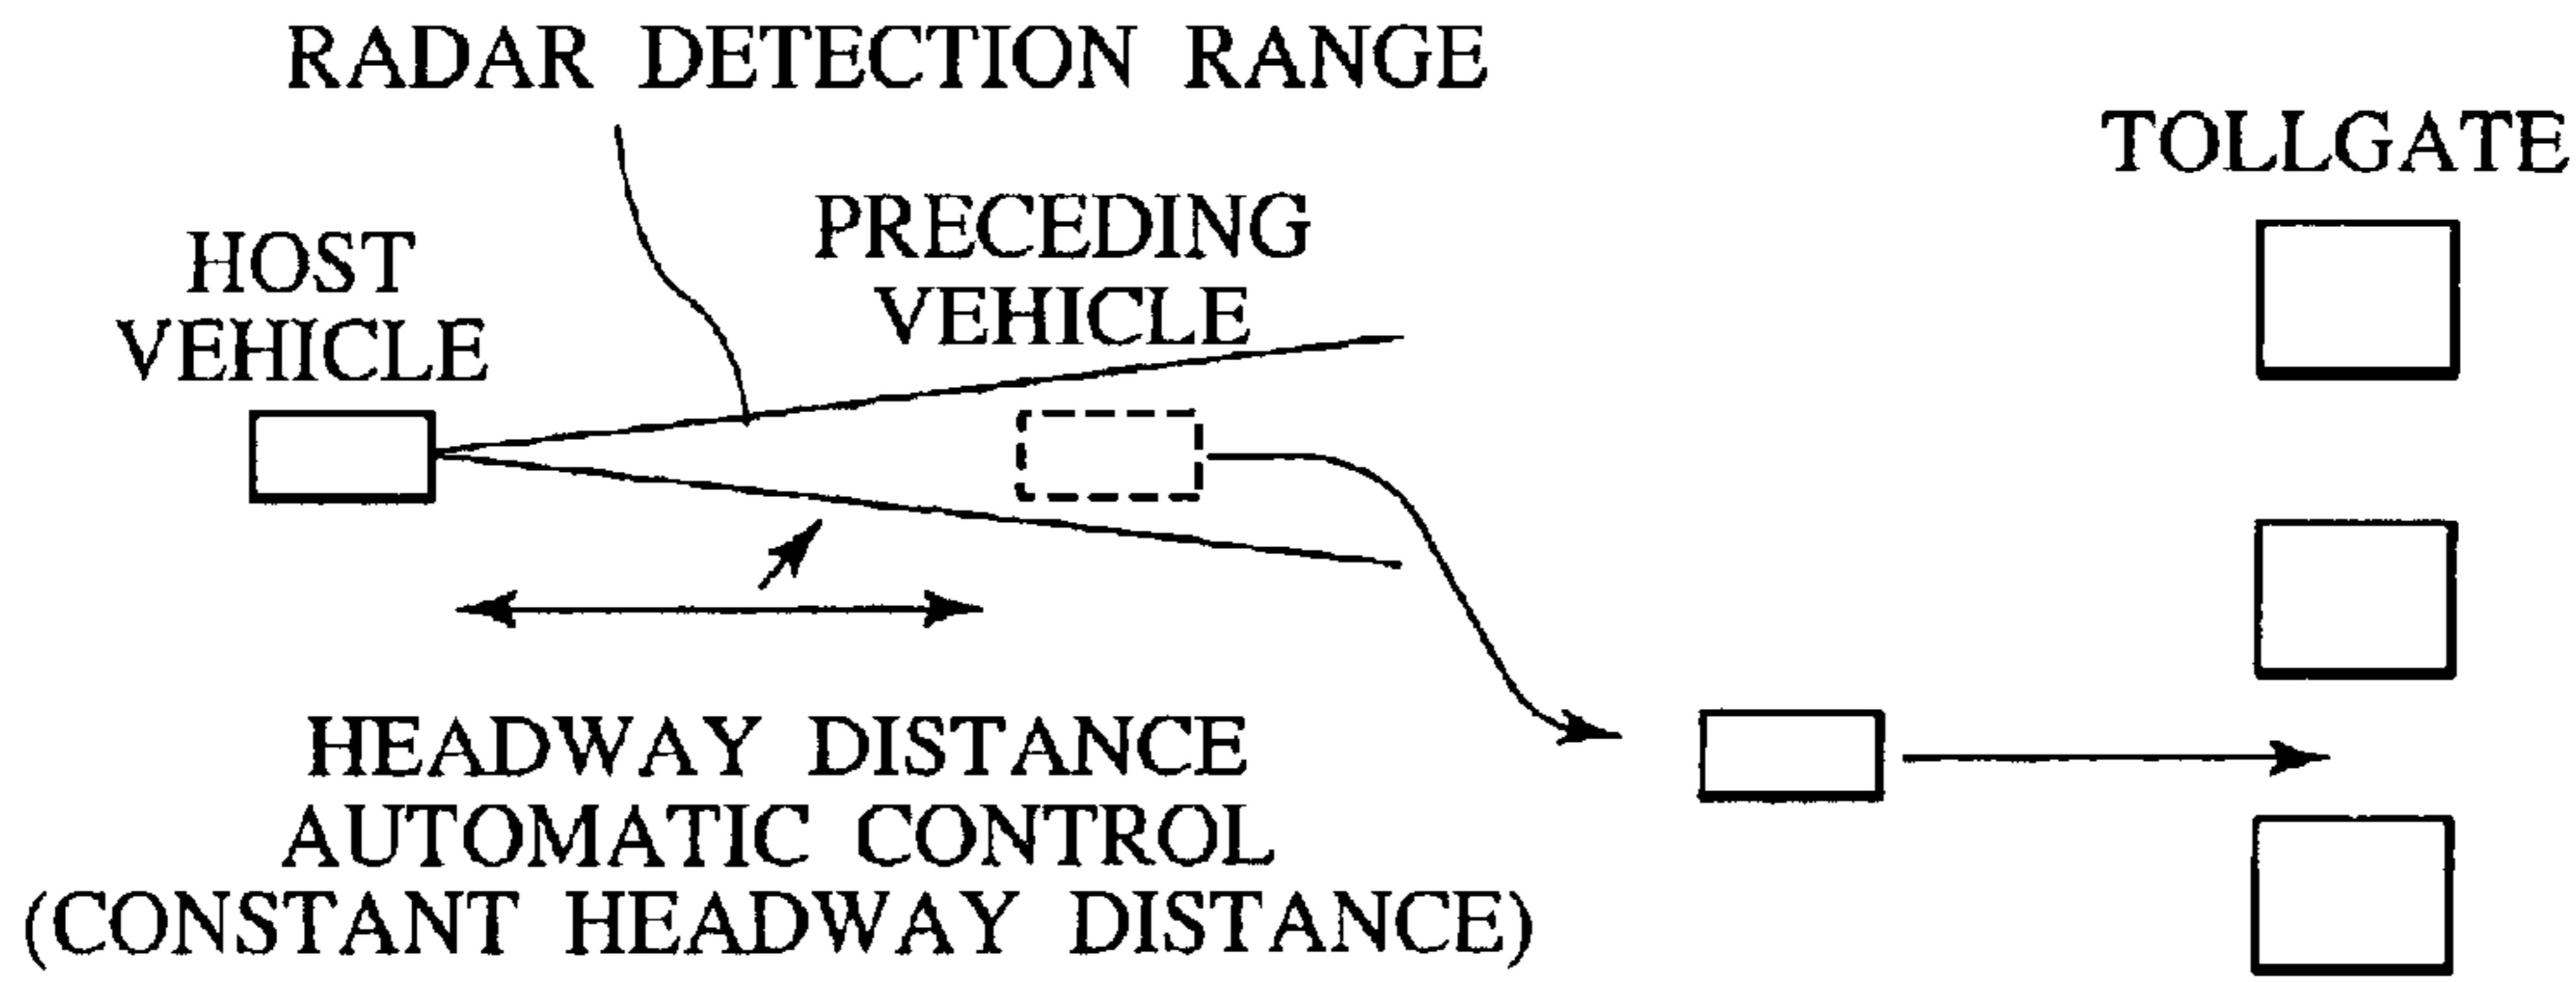 RADAR DETECTION RANGE
TOLLGATE
HOST
VEHICLE
PRECEDING
VEHICLE
HEADWAY DISTANCE
AUTOMATIC CONTROL
(CONSTANT HEADWAY DISTANCE)